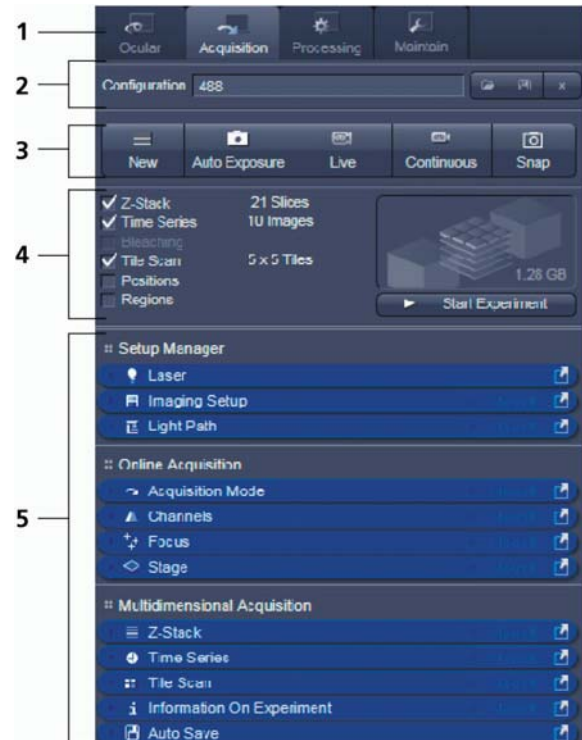 1
Ocular Acquisition Processing Maintain
2
Configuration 488
x
3
New Auto Exposure Live Continuous Snap
4
Z-Stack 21 Slices
Time Series 10 Images
Bleaching
Tile Scan 5 x 5 Tiles
Positions
Regions
1.28 GB
Start Experiment
5
Setup Manager
Laser
Imaging Setup
Light Path
Online Acquisition
Acquisition Mode
Channels
Focus
Stage
Multidimensional Acquisition
Z-Stack
Time Series
Tile Scan
Information On Experiment
Auto Save